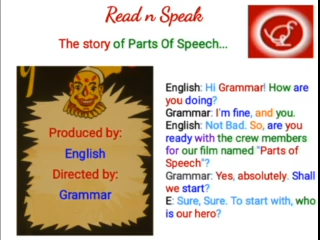 Read n Speak
The story of Parts Of Speech...
Produced by:
English
Directed by:
Grammar
English: Hi Grammar! How are
you doing?
Grammar: I'm fine, and you.
English: Not Bad. So, are you
ready with the crew members
for our film named "Parts of
Speech"?
Grammar: Yes, absolutely. Shall
we start?
E: Sure, Sure. To start with, who
is our hero?